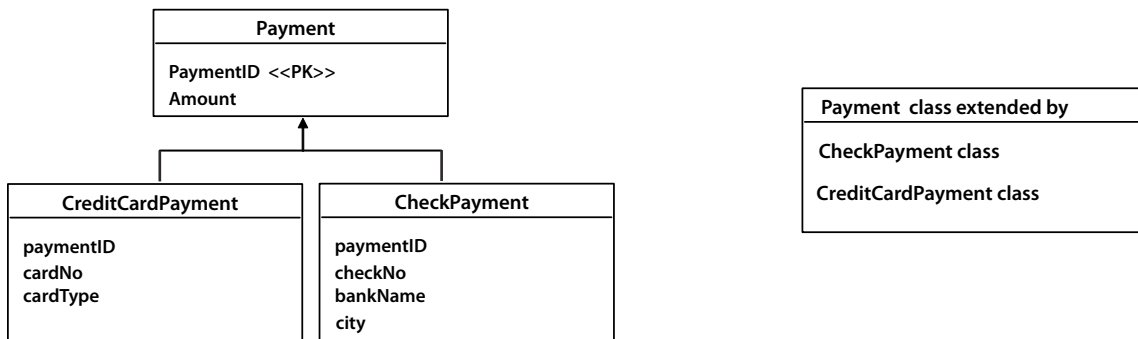 Payment
PaymentID <<PK>>
Amount
CreditCardPayment
paymentID
cardNo
cardType
CheckPayment
paymentID
checkNo
bankName
city
Payment class extended by
CheckPayment class
CreditCardPayment class